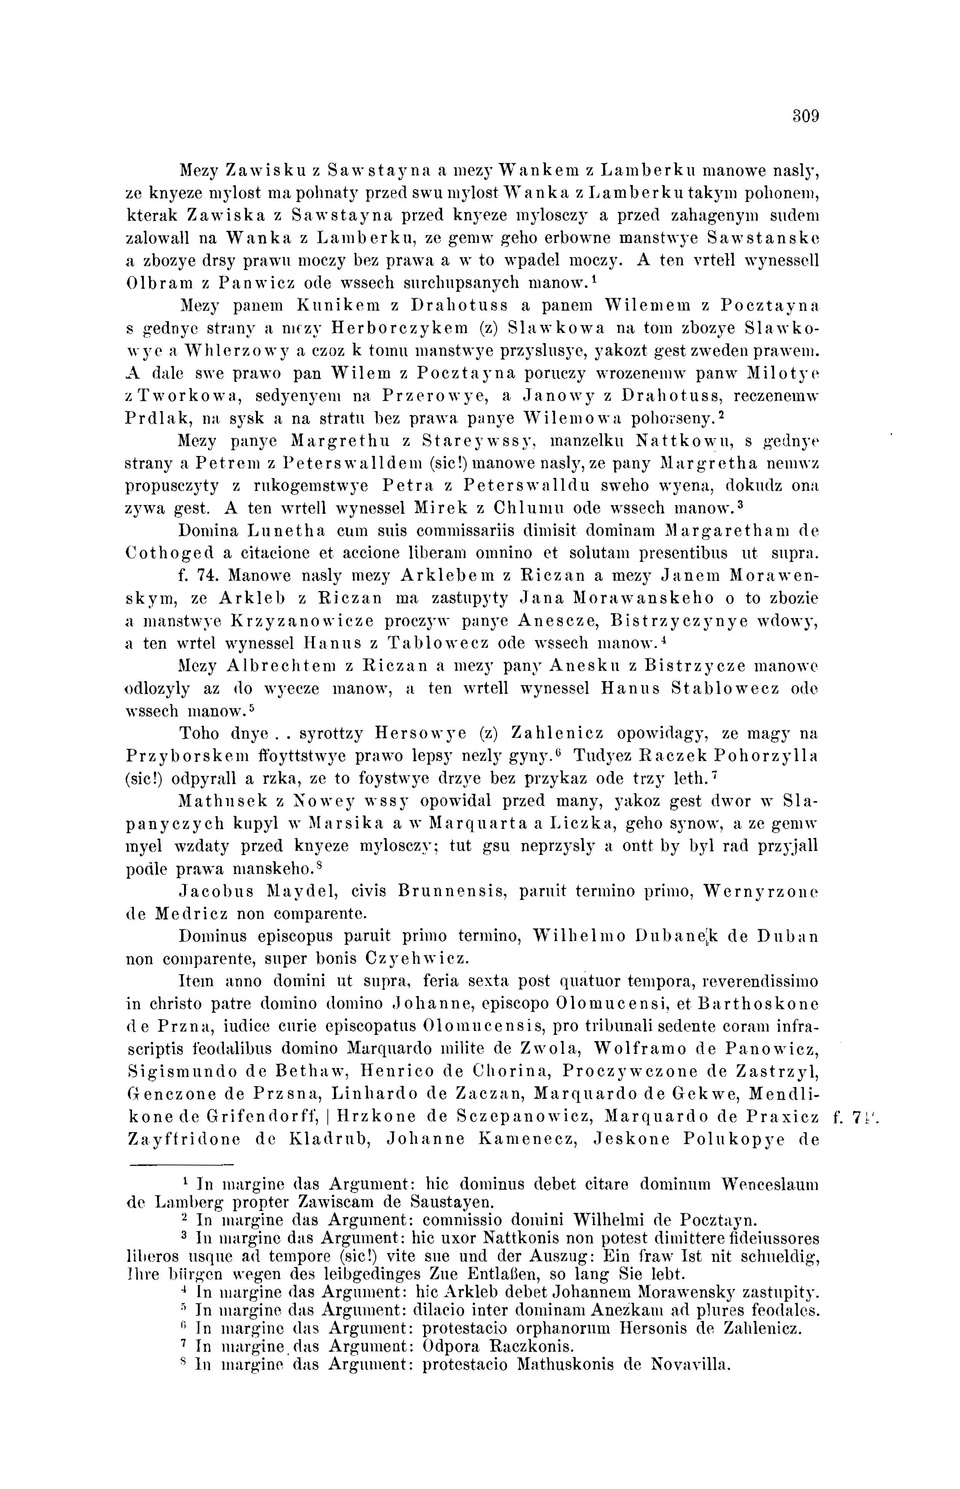 309
Mezy Zawisku z Sawstayna a mezy Wankem z Lamberku manowe nasly,
ze knyeze mylost ma pohnaty przed swu mylost Wanka z Lamberku takym pohonem,
kterak Zawiska z Sawstayna przed knyeze mylosczy a przed zahagenym sudem
zalowall na Wanka z Lamberku, ze gemw geho erbowne manstwye Sawstanske
a zbozye drsy prawu moczy bez prawa a w to wpadel moczy. A ten vrtell wynessell
Olbram z Panwicz ode wssech surchupsanych manow.¹
Mezy panem Kunikem z Drahotuss a panem Wilemem z Pocztayna
s gednye strany a mezy Herborczykem (z) Slawkowa na tom zbozye Slawko-
wye a Whlerzowy a czoz k tomu manstwye przyslusye, yakozt gest zweden prawem.
A dale swe prawo pan Wilem z Pocztayna poruczy wrozenemw panw Milotye
z Tworkowa, sedyenyem na Przerowye, a Janowy z Drahotuss, reczenemw
Prdlak, na sysk a na stratu bez prawa panye Wilemowa pohorseny.²
Mezy panye Margrethu z Stareywssy, manzelku Nattkowu, s gednye
strany a Petrem z Peterswalldem (sic!) manowe nasly, ze pany Margretha nemwz
propusczyty z rukogemstwye Petra z Peterswalldu sweho wyena, dokudz ona
zywa gest. A ten wrtell wynessel Mirek z Chlumu ode wssech manow.³
Domina Lunetha cum suis commissariis dimisit dominam Margaretham de
Cothoged a citacione et accione liberam omnino et solutam presentibus ut supra.
f. 74. Manowe nasly mezy Arklebem z Riczan a mezy Janem Morawen-
skym, ze Arkleb z Riczan ma zastupyty Jana Morawanskeho o to zbozie
a manstwye Krzyzanowicze proczyw panye Anescze, Bistrzyczynye wdowy,
a ten wrtel wynessel Hanus z Tablowecz ode wssech manow.⁴
Mezy Albrechtem z Riczan a mezy pany Anesku z Bistrzycze manowe
odlozyly az do wyecze manow, a ten wrtell wynessel Hanus Stablowecz ode
wssech manow.⁵
Toho dnye . . syrottzy Hersowye (z) Zahlenicz opowidagy, ze magy na
Przyborskem ffoyttstwye prawo lepsy nezly gyny.⁶ Tudyez Raczek Pohorzylla
(sic!) odpyrall a rzka, ze to foystwye drzye bez przykaz ode trzy leth.⁷
Mathusek z Nowey wssy opowidal przed many, yakoz gest dwor w Sla-
panyczych kupyl w Marsika a w Marquarta a Liczka, geho synow, a ze gemw
myel wzdaty przed knyeze mylosczy; tut gsu neprzysly a ontt by byl rad przyjall
podle prawa manskeho.⁸
Jacobus Maydel, civis Brunnensis, paruit termino primo, Wernyrzone
de Medricz non comparente.
Dominus episcopus paruit primo termino, Wilhelmo Dubanek de Duban
non comparente, super bonis Czyehwicz.
Item anno domini ut supra, feria sexta post quatuor tempora, reverendissimo
in christo patre domino domino Johanne, episcopo Olomucensi, et Barthoskone
de Przna, iudice curie episcopatus Olomucensis, pro tribunali sedente coram infra-
scriptis feodalibus domino Marquardo milite de Zwola, Wolframo de Panowicz,
Sigismundo de Bethaw, Henrico de Chorina, Proczywczone de Zastrzyl,
Genczone de Przsna, Linhardo de Zaczan, Marquardo de Gekwe, Mendli-
kone de Grifendorff, | Hrzkone de Sczepanowicz, Marquardo de Praxicz f. 74'.
Zayffridone de Kladrub, Johanne Kamenecz, Jeskone Polukopye de
¹ In margine das Argument: hic dominus debet citare dominum Wenceslaum
de Lamberg propter Zawiscam de Saustayen.
² In margine das Argument: commissio domini Wilhelmi de Pocztayn.
³ In margine das Argument: hic uxor Nattkonis non potest dimittere fideiussores
liberos usque ad tempore (sic!) vite sue und der Auszug: Ein fraw Ist nit schueldig,
Ihre bürgen wegen des leibgedinges Zue Entlaßen, so lang Sie lebt.
⁴ In margine das Argument: hic Arkleb debet Johannem Morawensky zastupity.
⁵ In margine das Argument: dilacio inter dominam Anezkam ad plures feodales.
⁶ In margine das Argument: protestacio orphanorum Hersonis de Zahlenicz.
⁷ In margine das Argument: Odpora Raczkonis.
⁸ In margine das Argument: protestacio Mathuskonis de Novavilla.